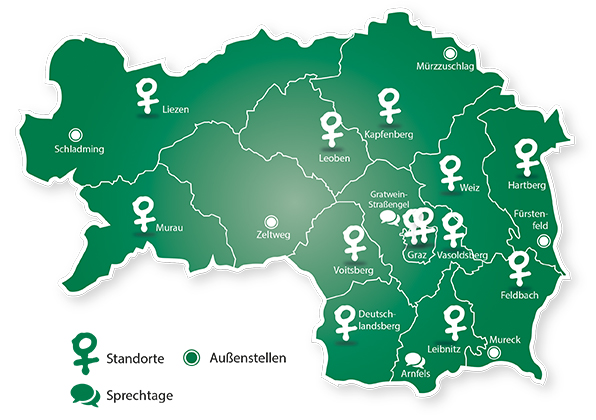 Mürzzuschlag
Liezen
Kapfenberg
Schladming
Leoben
Hartberg
Weiz
Gratwein-
Straßengel
Murau
Fürsten-
feld
Zeltweg
Graz
Vasoldsberg
Voitsberg
Feldbach
Deutsch-
landsberg
Leibnitz
Mureck
Arnfels
Standorte
Außenstellen
Sprechtage